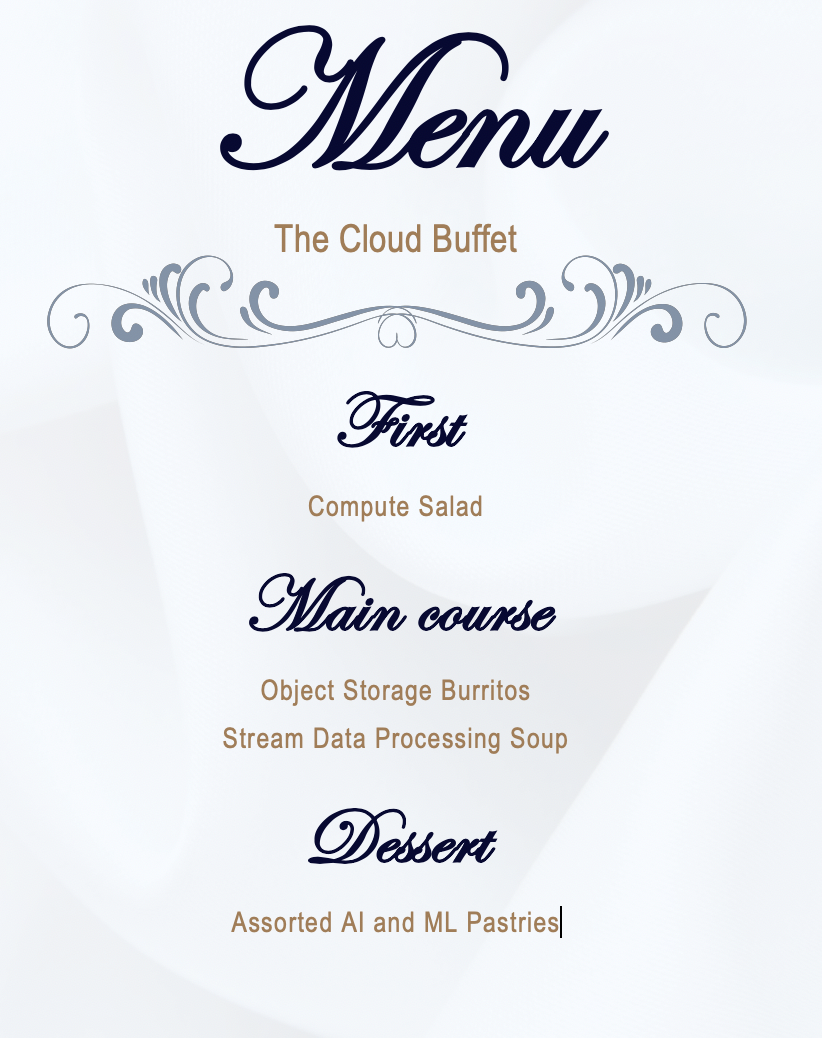 Menu
The Cloud Buffet
First
Compute Salad
Main course
Object Storage Burritos
Stream Data Processing Soup
Dessert
Assorted AI and ML Pastries